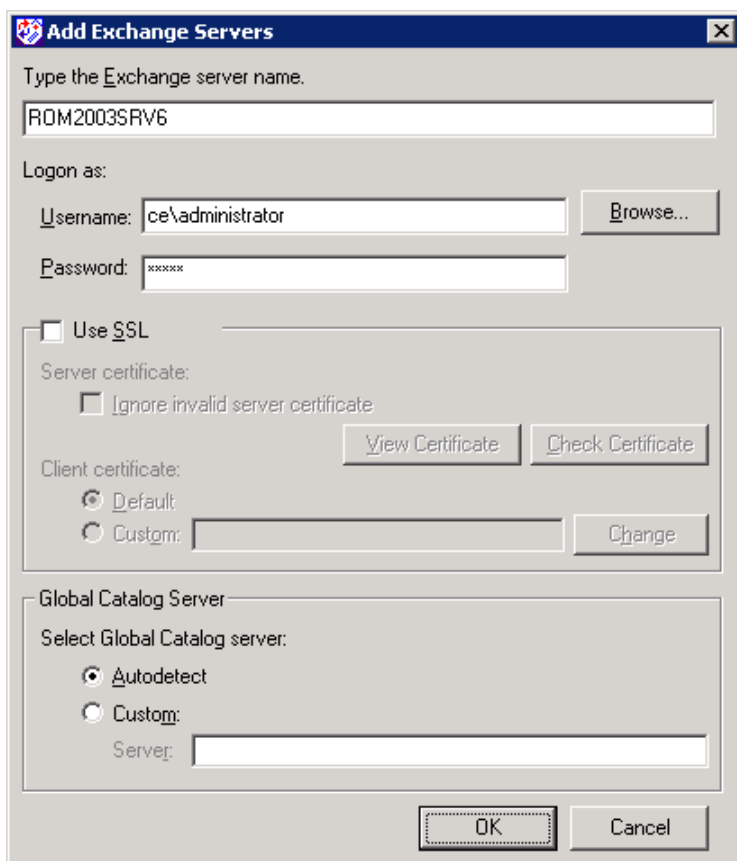 Add Exchange Servers
Type the Exchange server name.
ROM2003SRV6
Logon as:
Username: ce\administrator Browse...
Password: *****
Use SSL
Server certificate:
Ignore invalid server certificate
View Certificate Check Certificate
Client certificate:
Default
Custom: Change
Global Catalog Server
Select Global Catalog server:
Autodetect
Custom:
Server:
OK Cancel